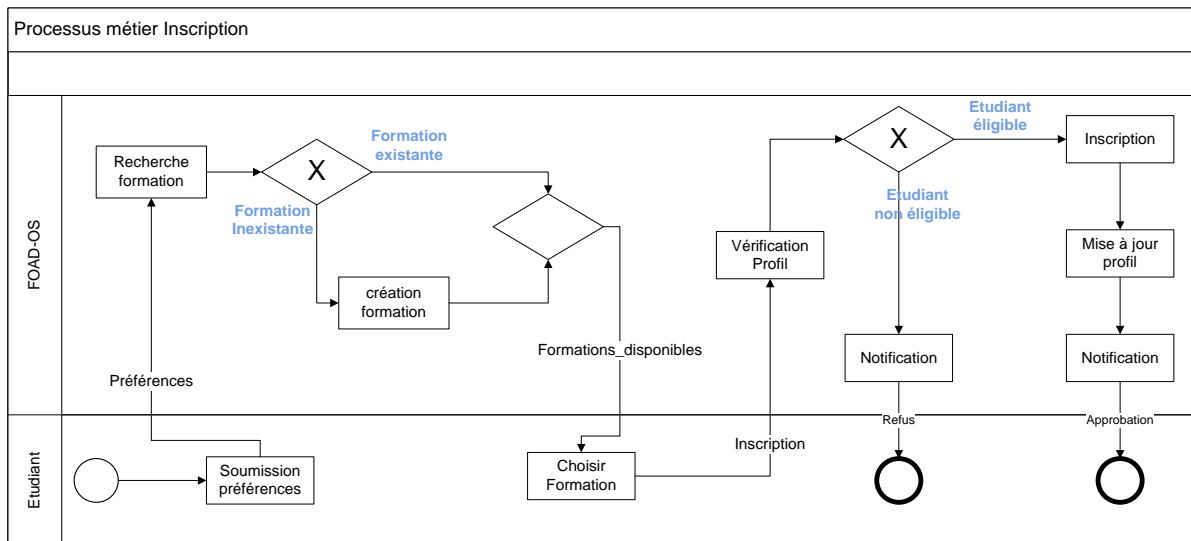 Processus métier Inscription
FOAD-OS
Recherche
formation
X
Formation
existante
Formation
Inexistante
création
formation
Formations_disponibles
Préférences
Vérification
Profil
X
Etudiant
éligible
Etudiant
non éligible
Inscription
Mise à jour
profil
Notification
Notification
Refus
Approbation
Etudiant
Soumission
préférences
Choisir
Formation
Inscription